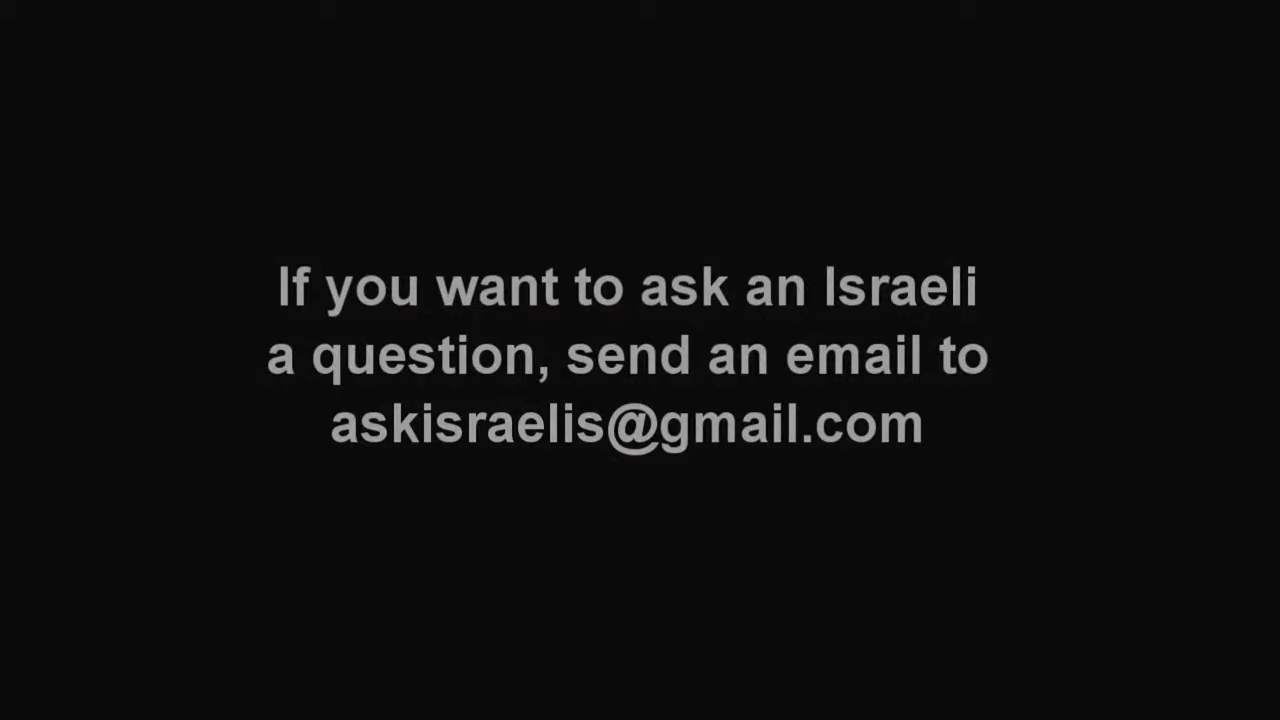 If you want to ask an Israeli
a question, send an email to
askisraelis@gmail.com